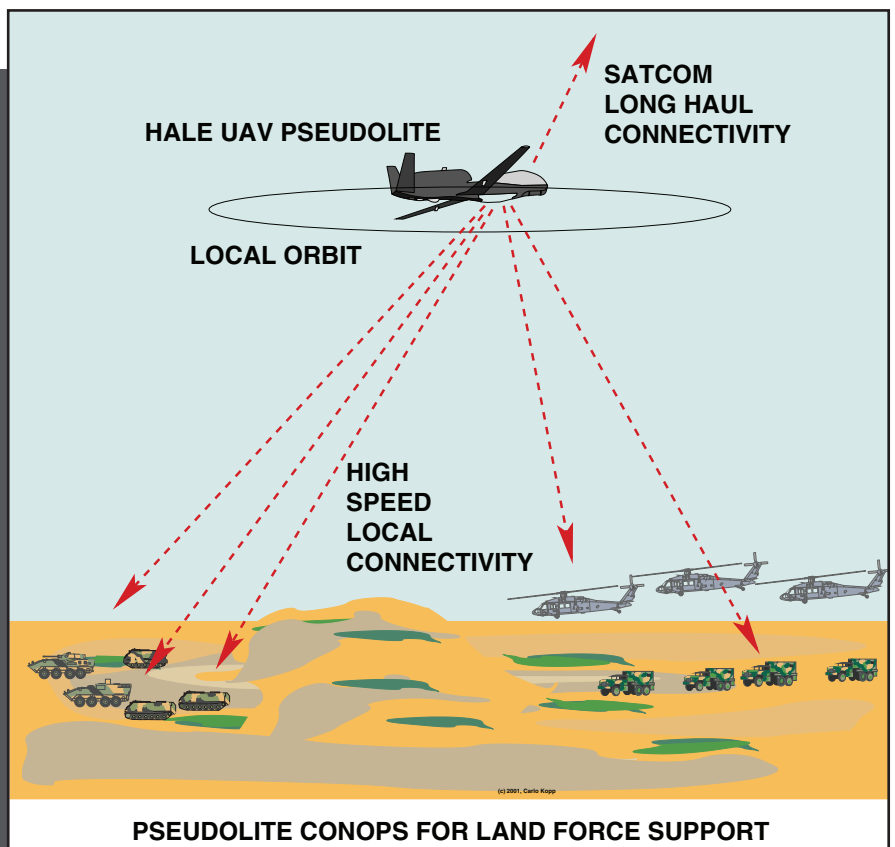 SATCOM
LONG HAUL
CONNECTIVITY
HALE UAV PSEUDOLITE
LOCAL ORBIT
HIGH
SPEED
LOCAL
CONNECTIVITY
(c) 2001, Carlo Kopp
PSEUDOLITE CONOPS FOR LAND FORCE SUPPORT